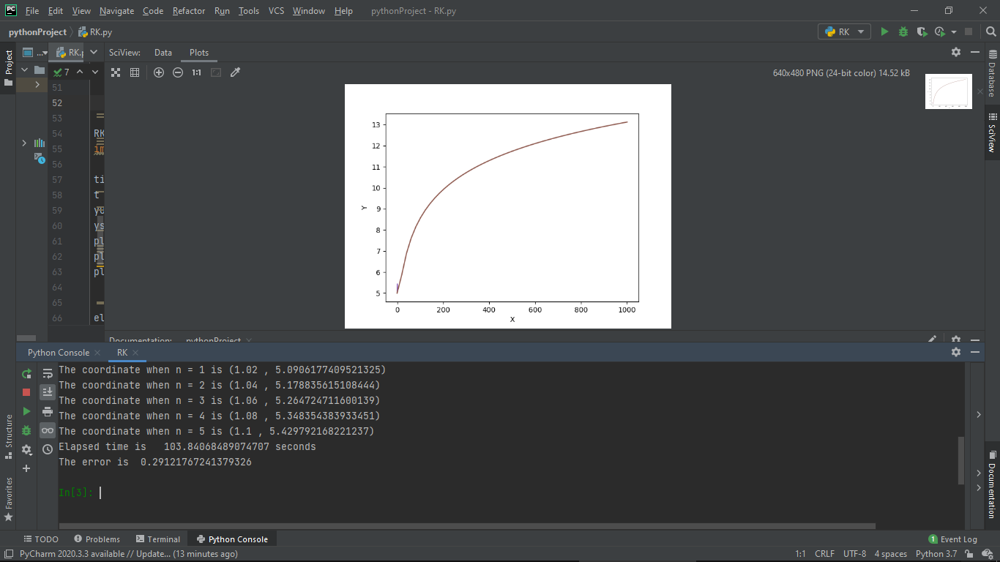 PC File Edit View Navigate Code Refactor Run Tools VCS Window Help pythonProject - RK.py
pythonProject RK.py RK
Project ... RK.p SciView: Data Plots
7 1:1 640x480 PNG (24-bit color) 14.52 kB
Database
SciView
51
52
53
54 RK
55 im
56
57 ti
58 t
59
60 ys
61 pl
62 pl
63 pl
64
65
66 el
13
12
11
10
9
8
7
6
5
Y
0 200 400 600 800 1000
X
Documentation: pythonProject
Python Console RK
The coordinate when n = 1 is (1.02 , 5.0906177409521325)
The coordinate when n = 2 is (1.04 , 5.178835615108444)
The coordinate when n = 3 is (1.06 , 5.264724711600139)
The coordinate when n = 4 is (1.08 , 5.348354383933451)
The coordinate when n = 5 is (1.1 , 5.429792168221237)
Elapsed time is 103.84068489074707 seconds
The error is 0.29121767241379326
In[3]:
Structure
Favorites
Documentation
TODO Problems Terminal Python Console 1 Event Log
PyCharm 2020.3.3 available // Update... (13 minutes ago) 1:1 CRLF UTF-8 4 spaces Python 3.7